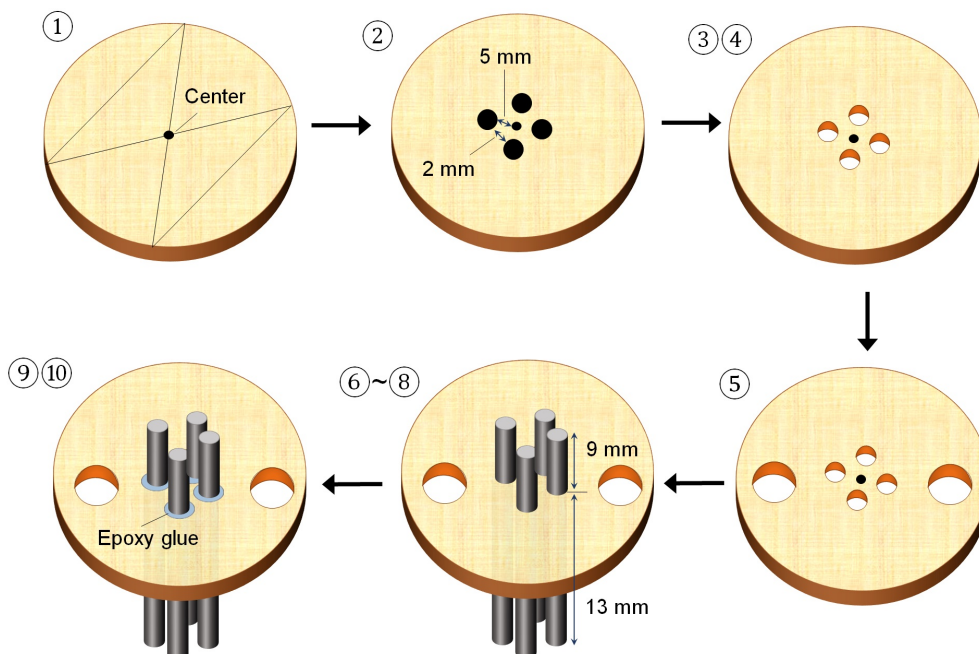 ①
Center
②
5 mm
2 mm
③④
⑤
⑥~⑧
9 mm
13 mm
⑨⑩
Epoxy glue